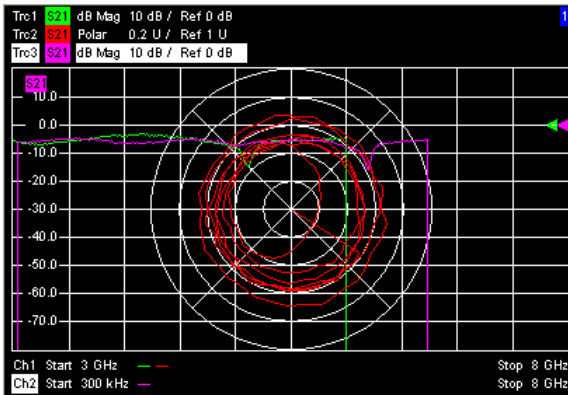 Trc1 S21 dB Mag 10 dB / Ref 0 dB 1
Trc2 S21 Polar 0.2 U / Ref 1 U
Trc3 S21 dB Mag 10 dB / Ref 0 dB
S21
10.0
0.0
-10.0
-20.0
-30.0
-40.0
-50.0
-60.0
-70.0
Ch1 Start 3 GHz Stop 8 GHz
Ch2 Start 300 kHz Stop 8 GHz